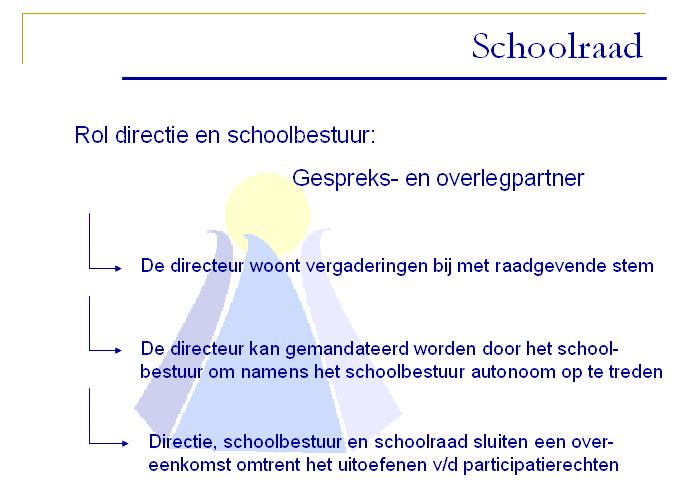 Schoolraad
Rol directie en schoolbestuur:
Gespreks- en overlegpartner
De directeur woont vergaderingen bij met raadgevende stem
De directeur kan gemandateerd worden door het school-
bestuur om namens het schoolbestuur autonoom op te treden
Directie, schoolbestuur en schoolraad sluiten een over-
eenkomst omtrent het uitoefenen v/d participatierechten